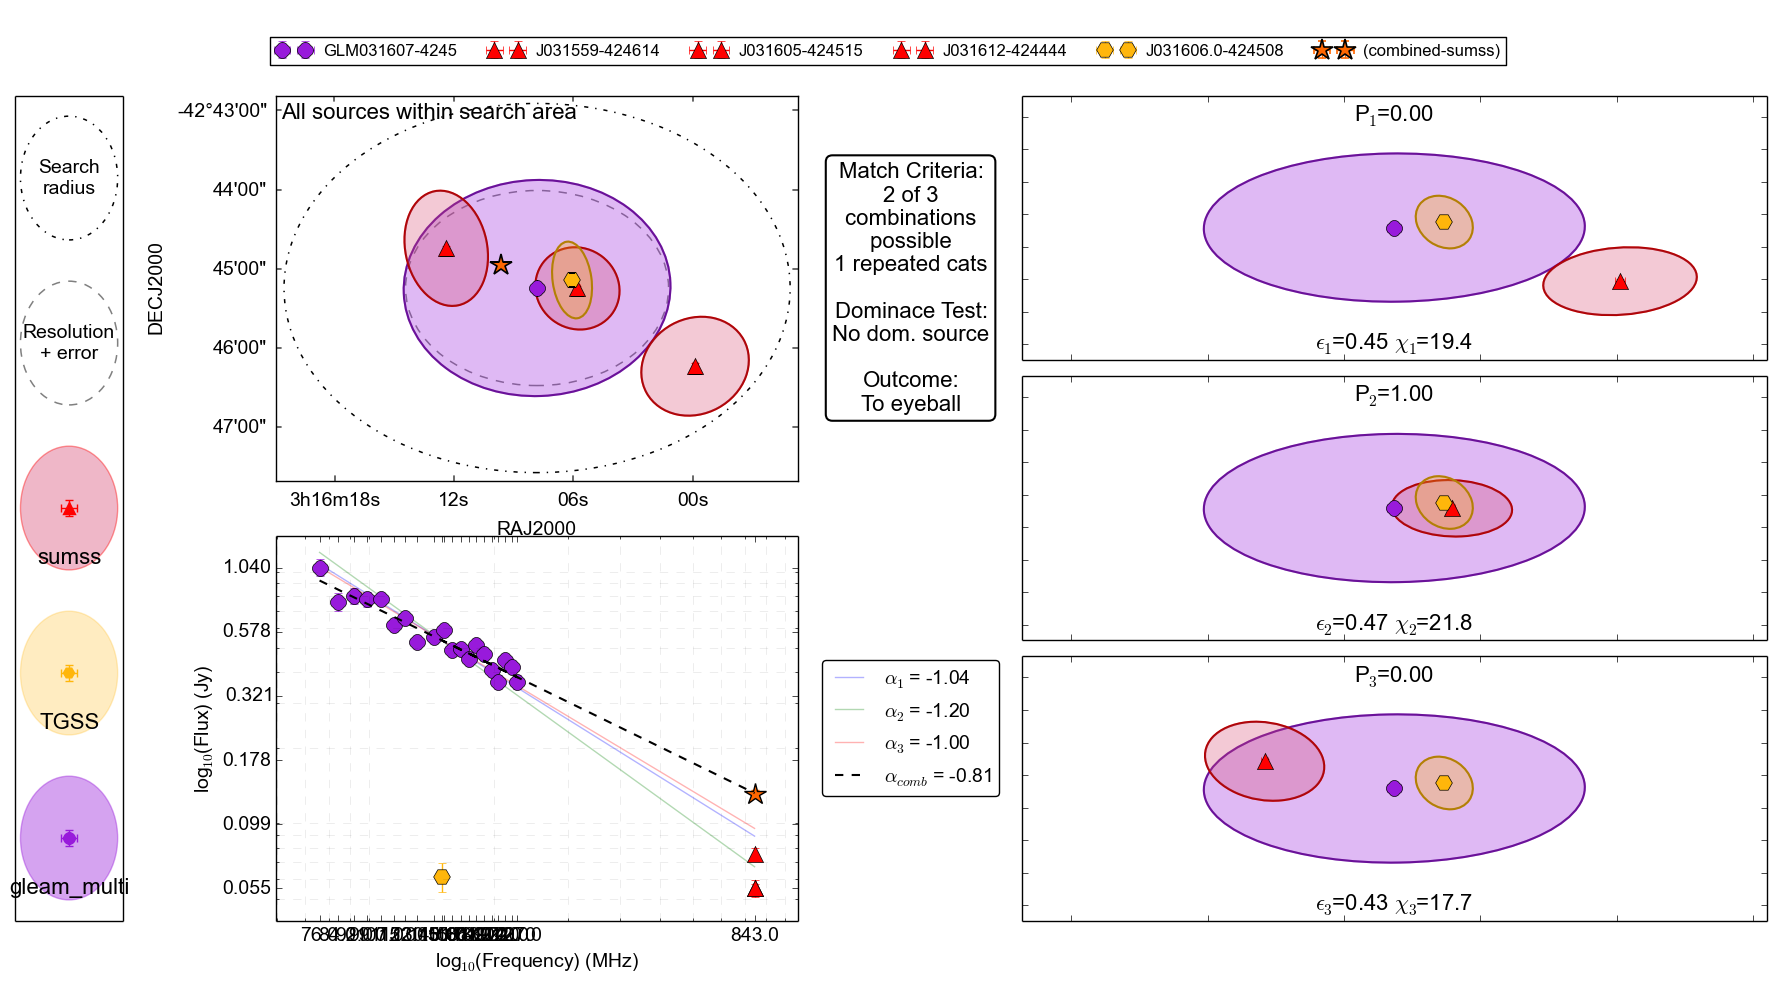 GLM031607-4245 J031559-424614 J031605-424515 J031612-424444 J031606.0-424508 (combined-sumss)
Search
radius
Resolution
+ error
sumss
TGSS
gleam_multi
All sources within search area
-42°43'00"
44'00"
45'00"
46'00"
47'00"
DECJ2000
3h16m18s 12s 06s 00s
RAJ2000
Match Criteria:
2 of 3
combinations
possible
1 repeated cats
Dominace Test:
No dom. source
Outcome:
To eyeball
1.040
0.578
0.321
0.178
0.099
0.055
log10(Flux) (Jy)
843.0
log10(Frequency) (MHz)
α1 = -1.04
α2 = -1.20
α3 = -1.00
αcomb = -0.81
P1=0.00
ϵ1=0.45 χ1=19.4
P2=1.00
ϵ2=0.47 χ2=21.8
P3=0.00
ϵ3=0.43 χ3=17.7